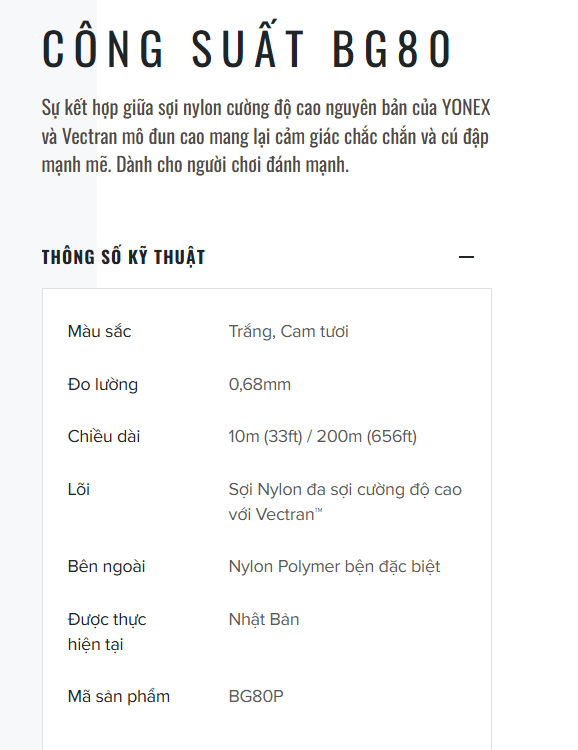 CÔNG SUẤT BG80
Sự kết hợp giữa sợi nylon cường độ cao nguyên bản của YONEX
và Vectran mô đun cao mang lại cảm giác chắc chắn và cú đập
mạnh mẽ. Dành cho người chơi đánh mạnh.
THÔNG SỐ KỸ THUẬT
Màu sắc Trắng, Cam tươi
Đo lường 0,68mm
Chiều dài 10m (33ft) / 200m (656ft)
Lõi Sợi Nylon đa sợi cường độ cao
với Vectran™
Bên ngoài Nylon Polymer bện đặc biệt
Được thực Nhật Bản
hiện tại
Mã sản phẩm BG80P